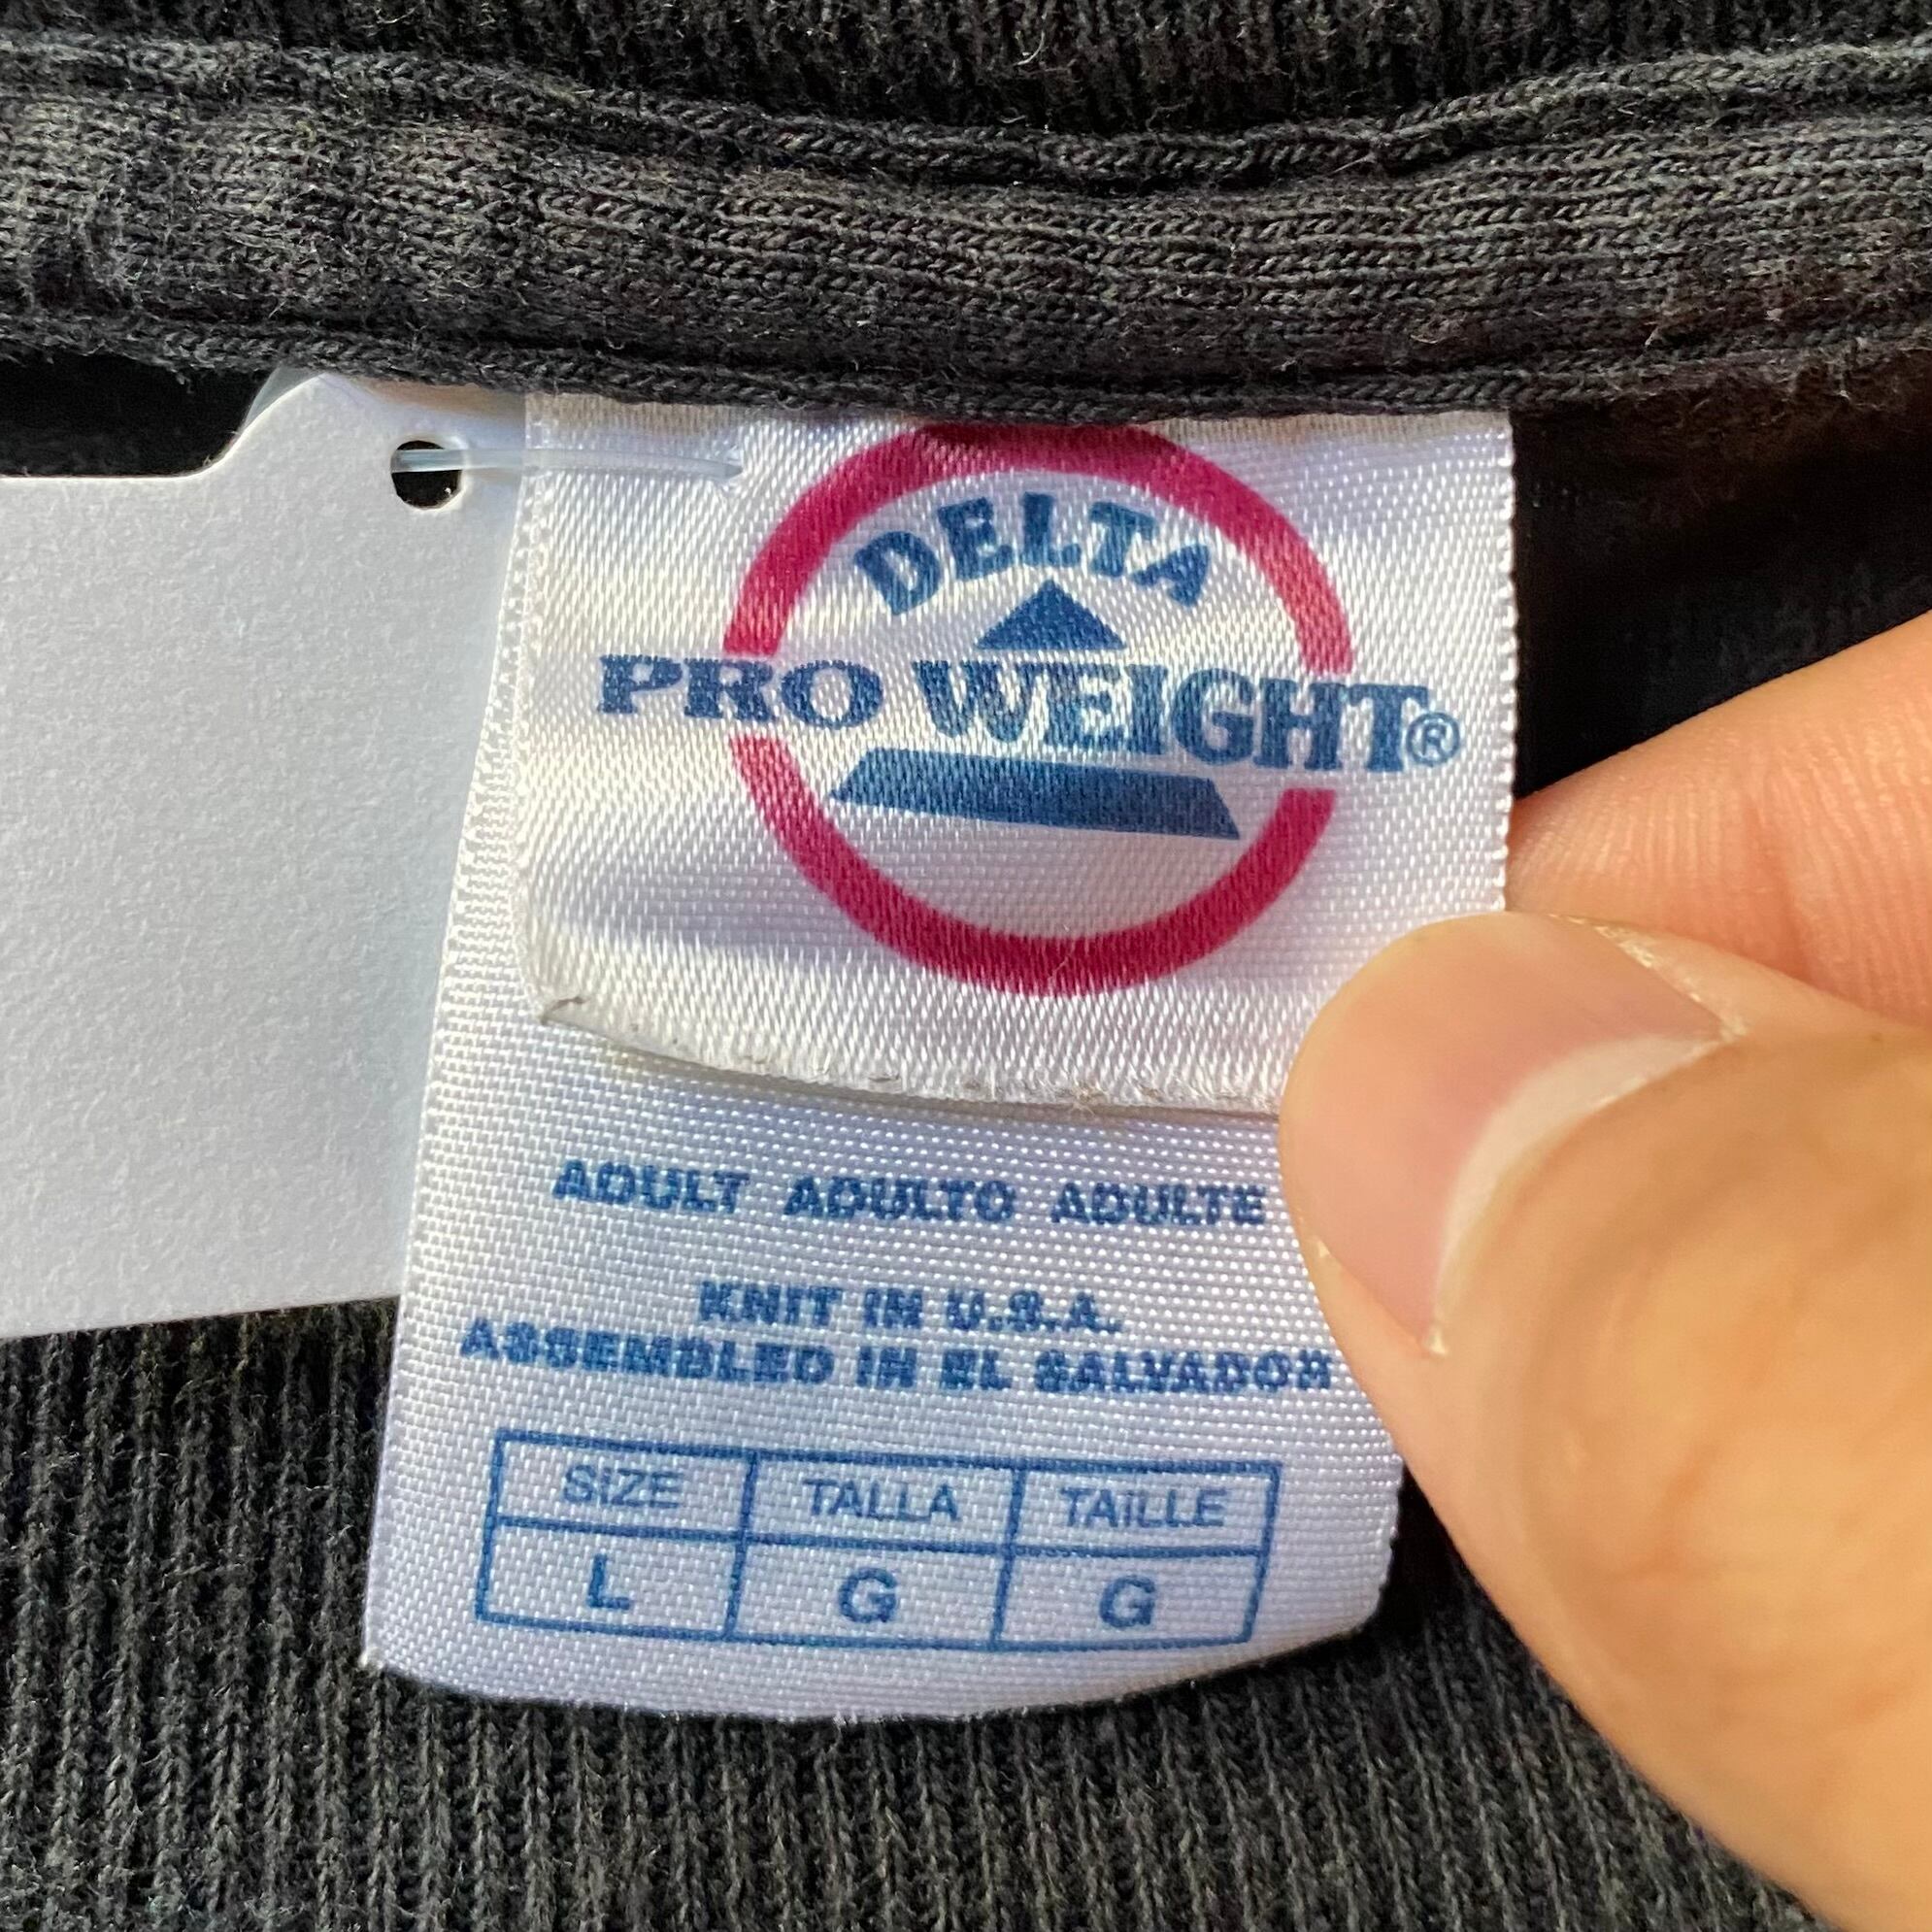 DELTA
PRO WEIGHT®
ADULT ADULTO ADULTE
KNIT IN U.S.A.
ASSEMBLED IN EL SALVADOR
SIZE TALLA TAILLE
L G G